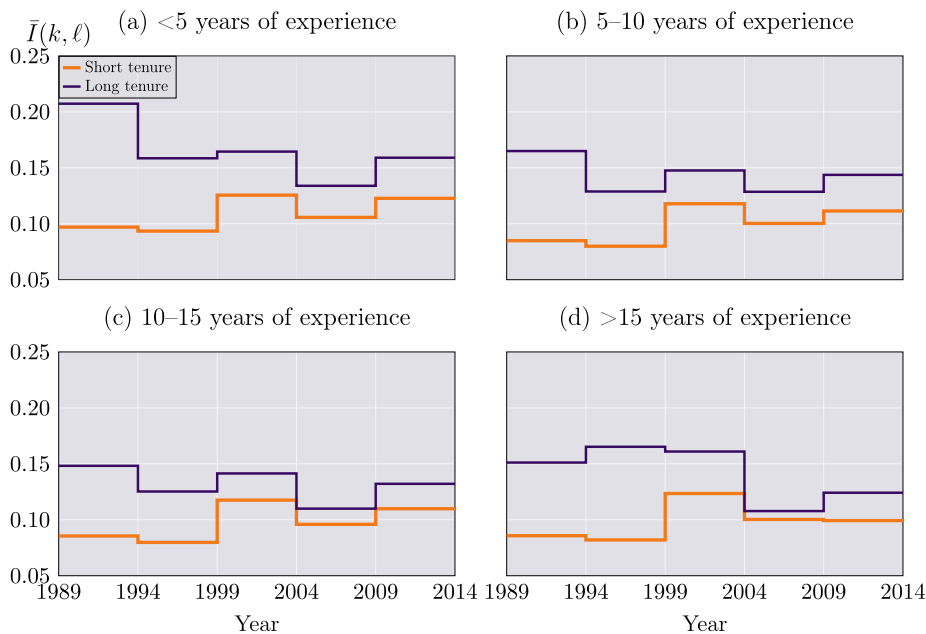 (a) <5 years of experience
(b) 5–10 years of experience
Ī(k, ℓ)
0.25
Short tenure
Long tenure
0.20
0.15
0.10
0.05
(c) 10–15 years of experience
(d) >15 years of experience
0.25
0.20
0.15
0.10
0.05
1989 1994 1999 2004 2009 2014 1989 1994 1999 2004 2009 2014
Year Year